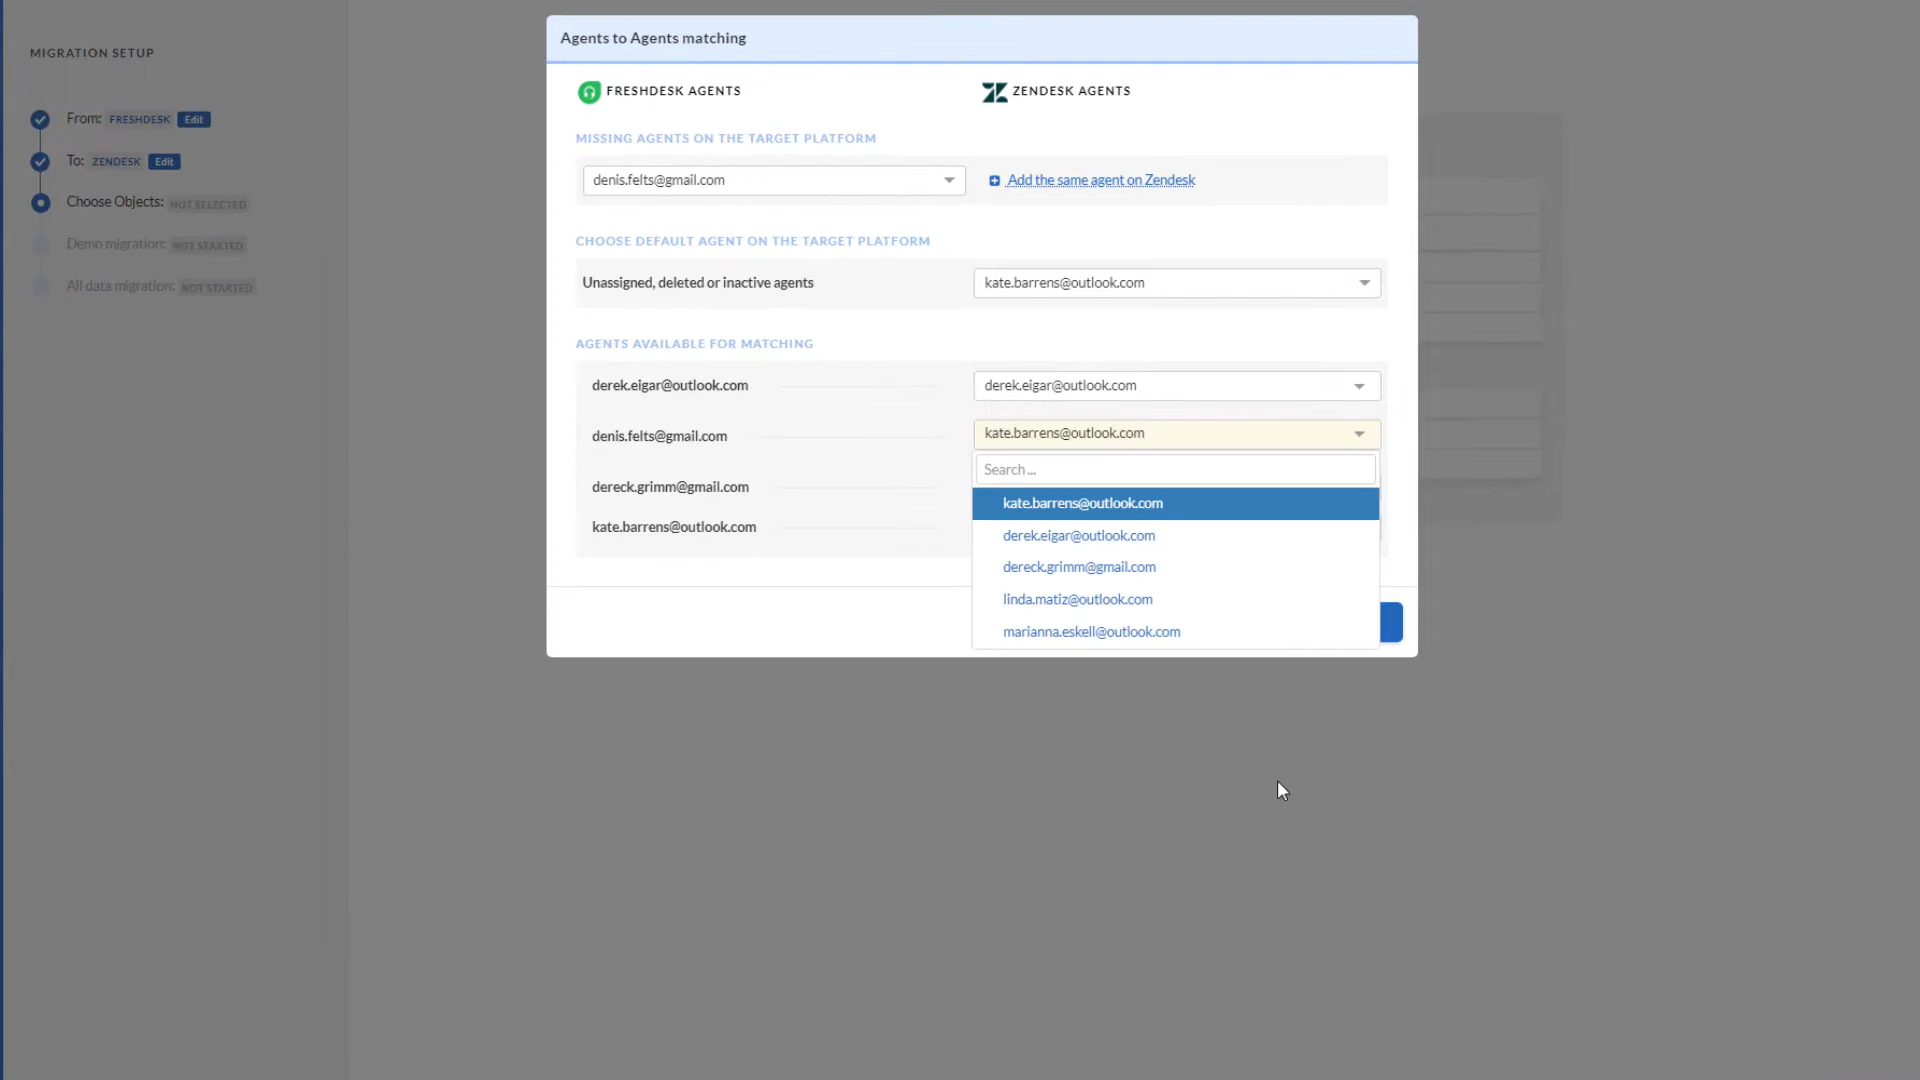 MIGRATION SETUP
From: FRESHDESK Edit
To: ZENDESK Edit
Choose Objects: NOT SELECTED
Demo migration: NOT STARTED
All data migration: NOT STARTED
Agents to Agents matching
FRESHDESK AGENTS ZENDESK AGENTS
MISSING AGENTS ON THE TARGET PLATFORM
denis.felts@gmail.com Add the same agent on Zendesk
CHOOSE DEFAULT AGENT ON THE TARGET PLATFORM
Unassigned, deleted or inactive agents kate.barrens@outlook.com
AGENTS AVAILABLE FOR MATCHING
derek.eigar@outlook.com derek.eigar@outlook.com
denis.felts@gmail.com kate.barrens@outlook.com
dereck.grimm@gmail.com
kate.barrens@outlook.com
Search ...
kate.barrens@outlook.com
derek.eigar@outlook.com
dereck.grimm@gmail.com
linda.matiz@outlook.com
marianna.eskell@outlook.com